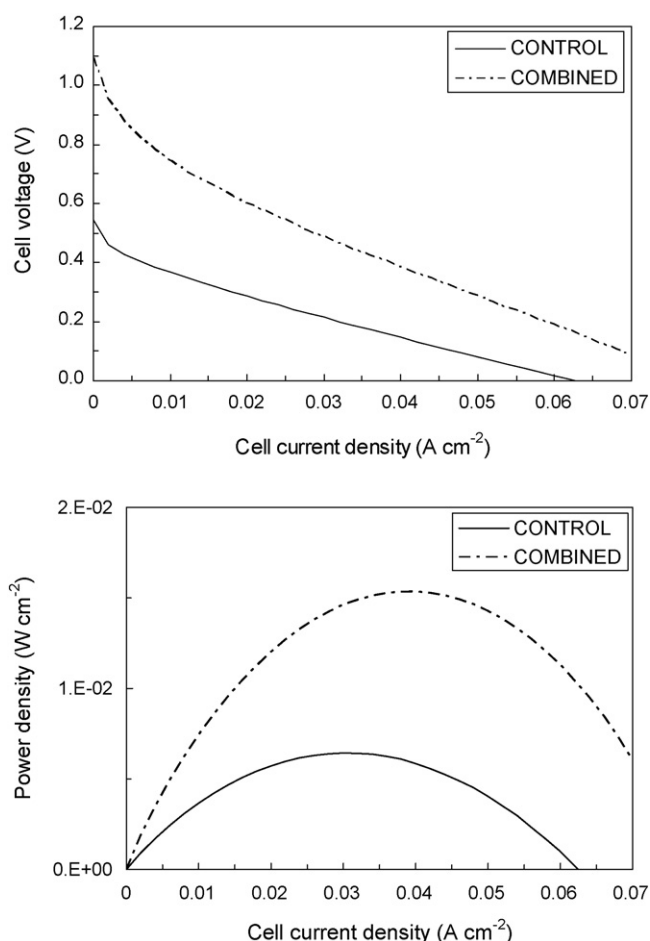 1.2
1.0
0.8
0.6
0.4
0.2
0.0
Cell voltage (V)
CONTROL
COMBINED
0 0.01 0.02 0.03 0.04 0.05 0.06 0.07
Cell current density (A cm-2)
2.E-02
1.E-02
0.E+00
Power density (W cm-2)
CONTROL
COMBINED
0 0.01 0.02 0.03 0.04 0.05 0.06 0.07
Cell current density (A cm-2)